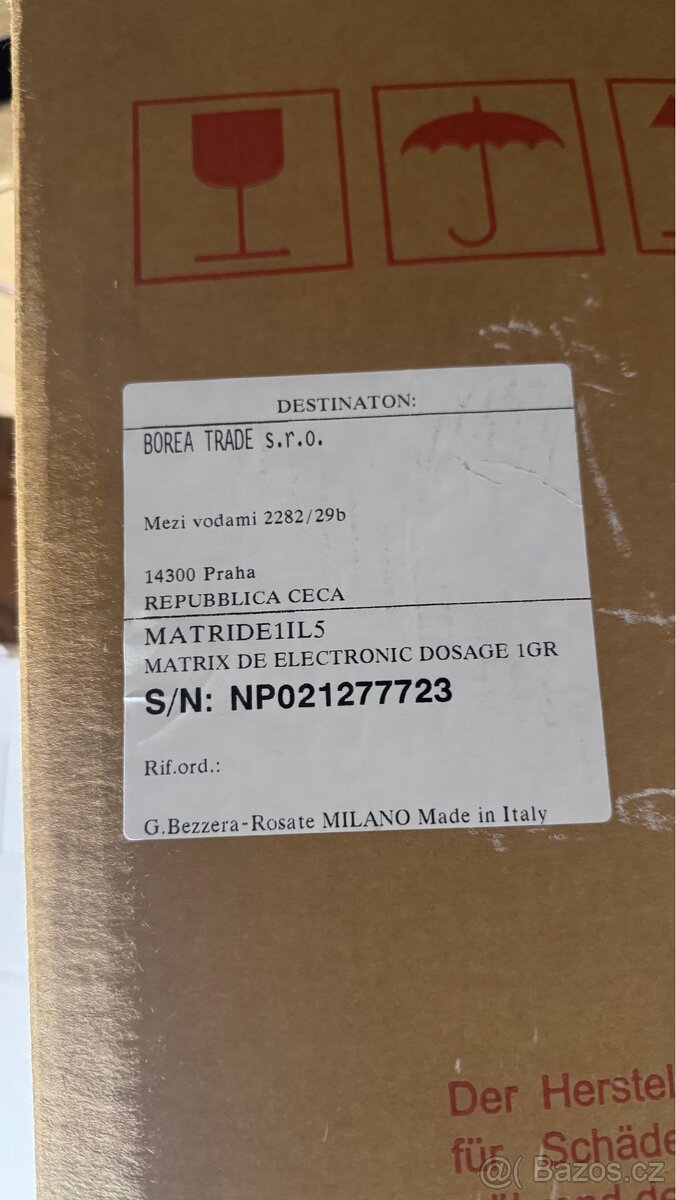 DESTINATON:
BOREA TRADE s.r.o.
Mezi vodami 2282/29b
14300 Praha
REPUBBLICA CECA
MATRIDE1IL5
MATRIX DE ELECTRONIC DOSAGE 1GR
S/N: NP021277723
Rif.ord.:
G.Bezzera-Rosate MILANO Made in Italy
Der Herstel
für Schäde
Bazos.cz